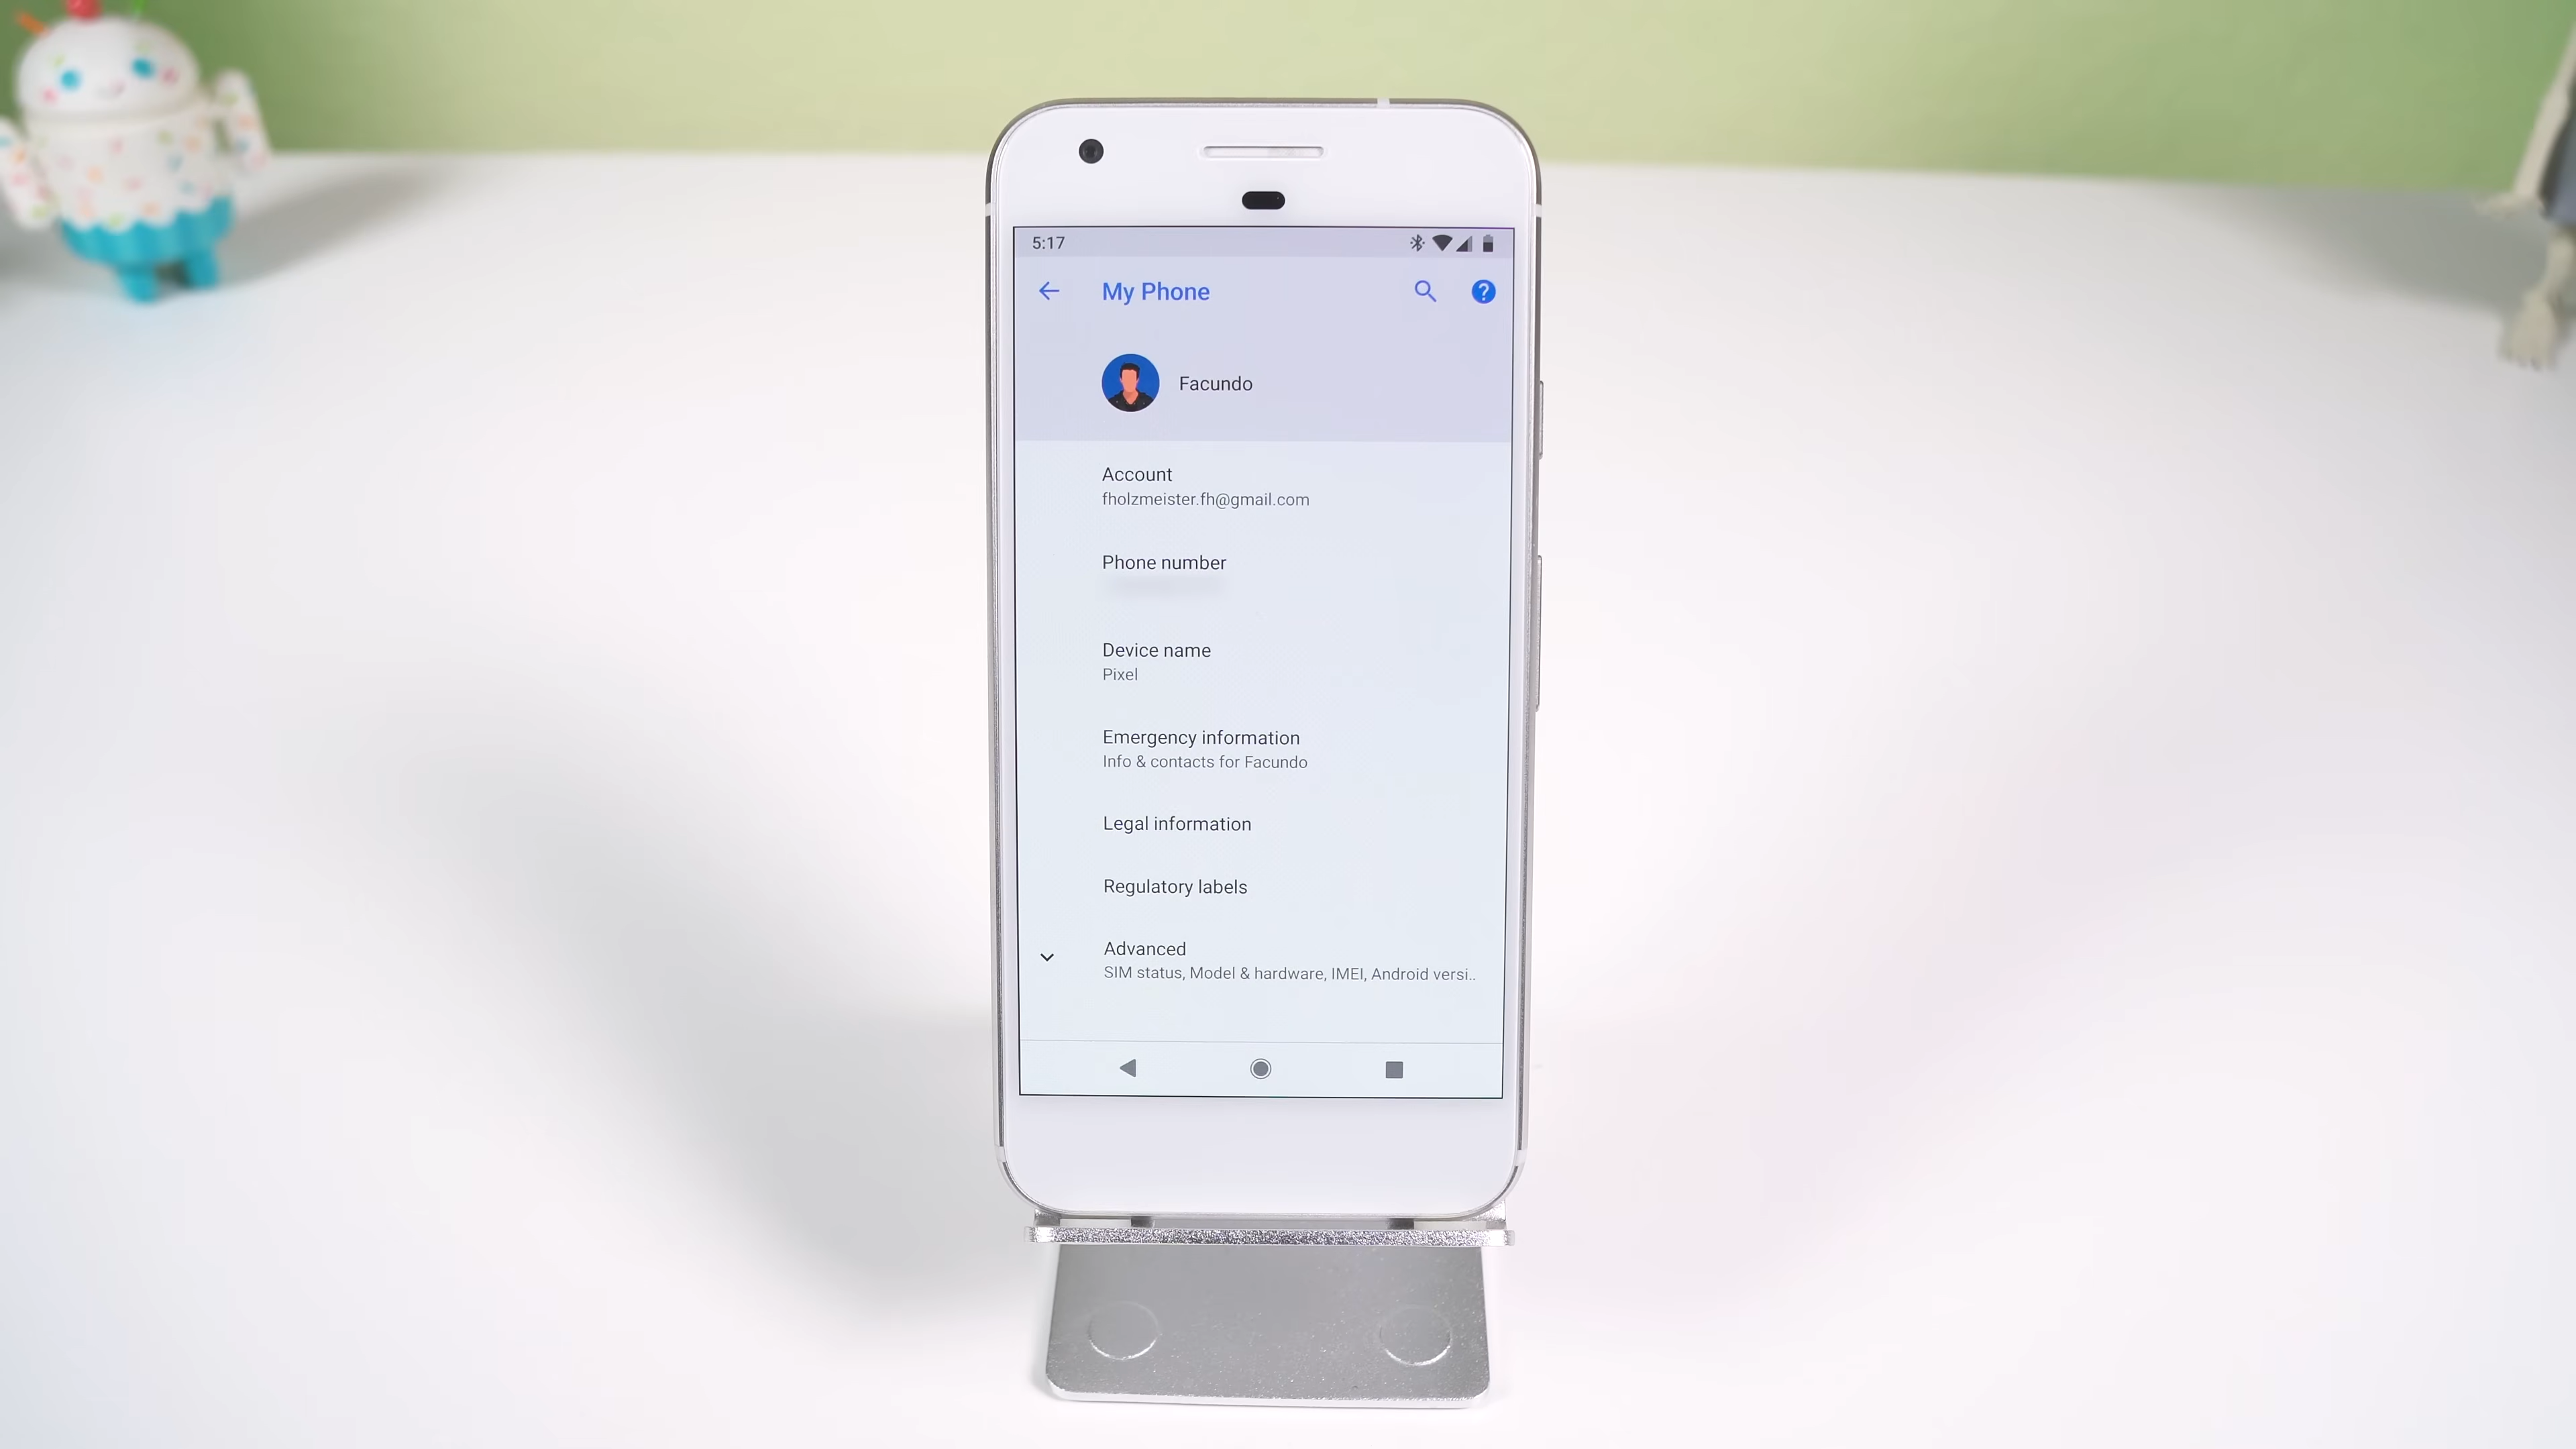 5:17
My Phone
Facundo
Account
fholzmeister.fh@gmail.com
Phone number
Device name
Pixel
Emergency information
Info & contacts for Facundo
Legal information
Regulatory labels
Advanced
SIM status, Model & hardware, IMEI, Android versi..